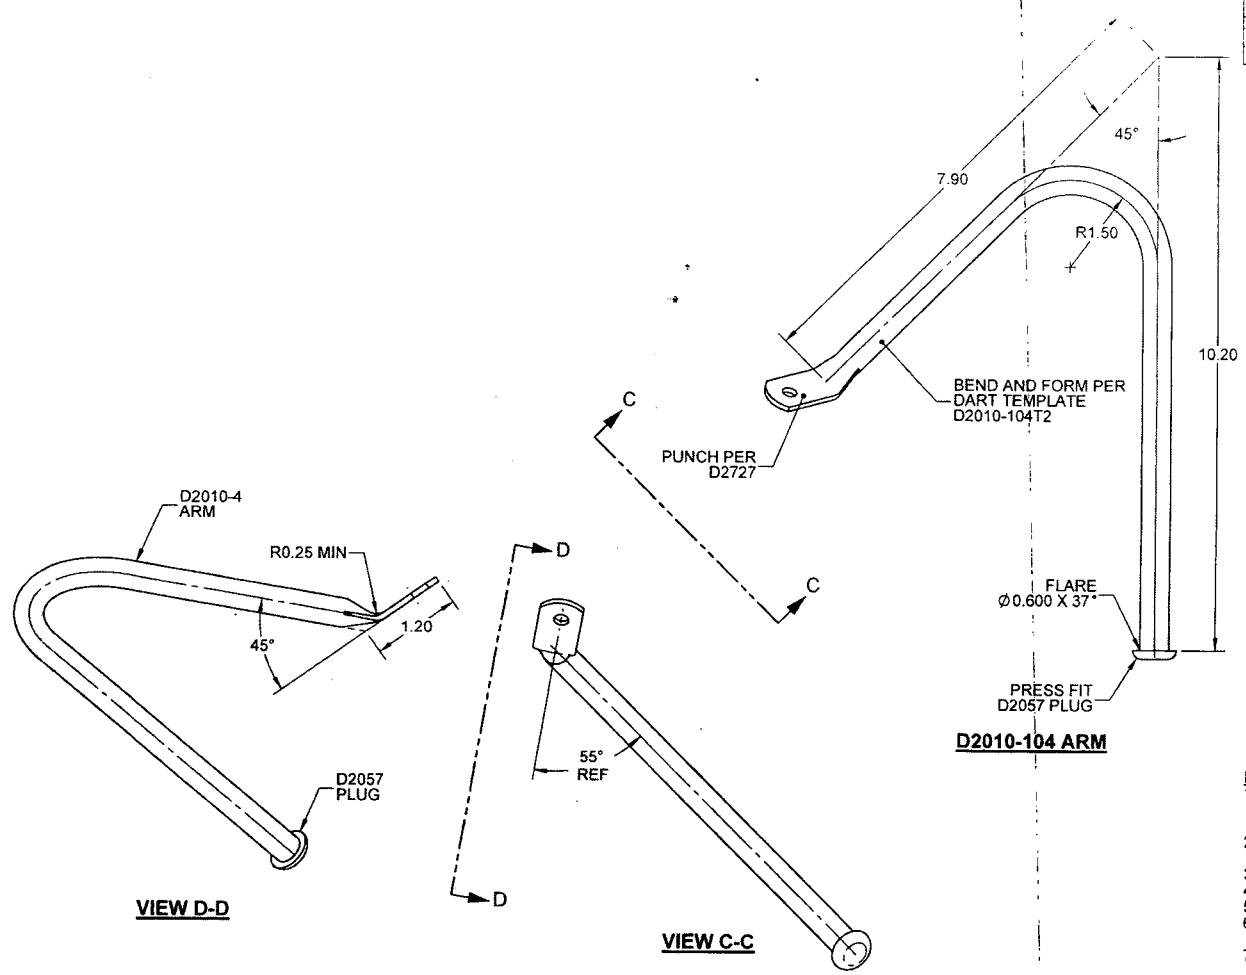 45°
7.90
R1.50
10.20
BEND AND FORM PER
DART TEMPLATE
D2010-104T2
C
PUNCH PER
D2727
D2010-4
ARM
R0.25 MIN
D
C
FLARE
Ø0.600 X 37°
1.20
45°
PRESS FIT
D2057 PLUG
D2010-104 ARM
55°
REF
D2057
PLUG
D
VIEW D-D
VIEW C-C